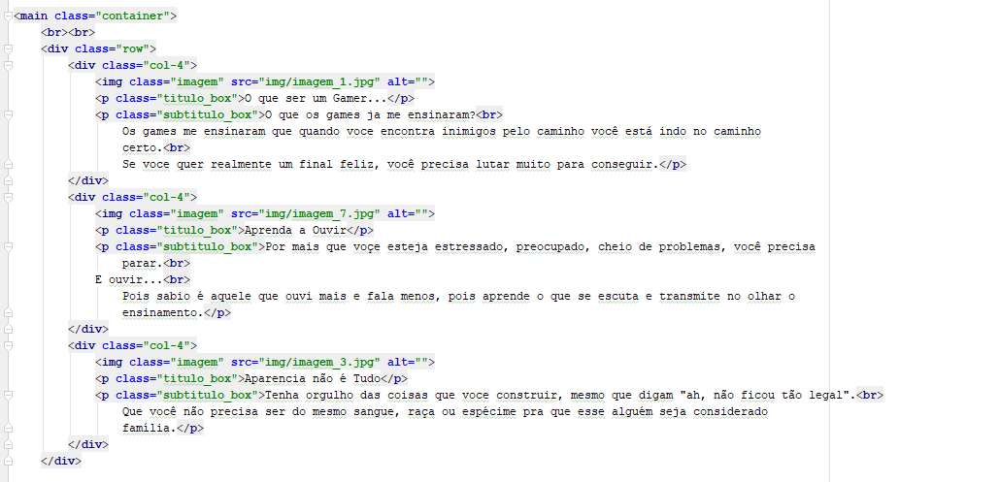 <main class="container">
<br><br>
<div class="row">
<div class="col-4">
<img class="imagem" src="img/imagem_1.jpg" alt="">
<p class="titulo_box">O que ser um Gamer...</p>
<p class="subtitulo_box">O que os games ja me ensinaram?<br>
Os games me ensinaram que quando voce encontra inimigos pelo caminho você está indo no caminho
certo.<br>
Se voce quer realmente um final feliz, você precisa lutar muito para conseguir.</p>
</div>
<div class="col-4">
<img class="imagem" src="img/imagem_7.jpg" alt="">
<p class="titulo_box">Aprenda a Ouvir</p>
<p class="subtitulo_box">Por mais que voçe esteja estressado, preocupado, cheio de problemas, você precisa
parar.<br>
E ouvir...<br>
Pois sabio é aquele que ouvi mais e fala menos, pois aprende o que se escuta e transmite no olhar o
ensinamento.</p>
</div>
<div class="col-4">
<img class="imagem" src="img/imagem_3.jpg" alt="">
<p class="titulo_box">Aparencia não é Tudo</p>
<p class="subtitulo_box">Tenha orgulho das coisas que voce construir, mesmo que digam "ah, não ficou tão legal".<br>
Que você não precisa ser do mesmo sangue, raça ou espécime pra que esse alguém seja considerado
família.</p>
</div>
</div>